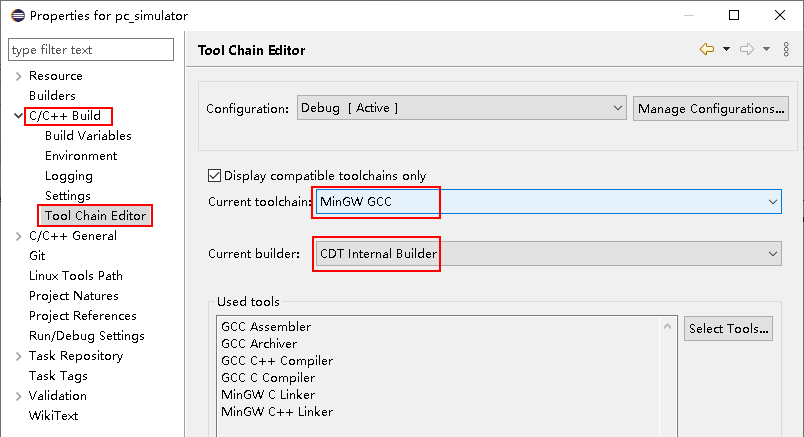 Properties for pc_simulator
type filter text
Resource
Builders
C/C++ Build
Build Variables
Environment
Logging
Settings
Tool Chain Editor
C/C++ General
Git
Linux Tools Path
Project Natures
Project References
Run/Debug Settings
Task Repository
Task Tags
Validation
WikiText
Tool Chain Editor
Configuration: Debug [ Active ] Manage Configurations...
Display compatible toolchains only
Current toolchain: MinGW GCC
Current builder: CDT Internal Builder
Used tools
GCC Assembler
GCC Archiver
GCC C++ Compiler
GCC C Compiler
MinGW C Linker
MinGW C++ Linker
Select Tools...